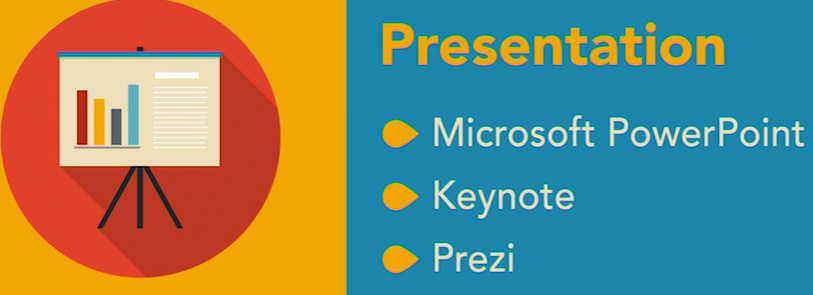 Presentation
Microsoft PowerPoint
Keynote
Prezi